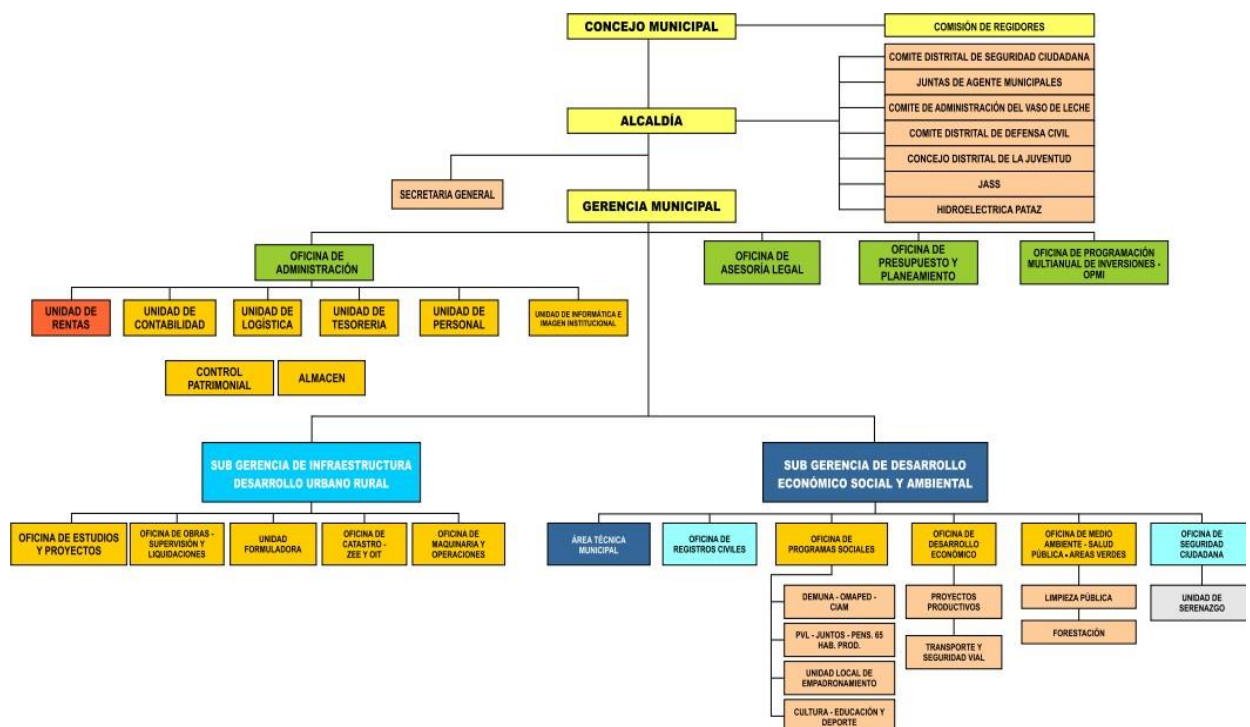 CONCEJO MUNICIPAL
COMISIÓN DE REGIDORES
COMITE DISTRITAL DE SEGURIDAD CIUDADANA
JUNTAS DE AGENTE MUNICIPALES
COMITE DE ADMINISTRACIÓN DEL VASO DE LECHE
ALCALDÍA
COMITE DISTRITAL DE DEFENSA CIVIL
CONCEJO DISTRITAL DE LA JUVENTUD
JASS
HIDROELECTRICA PATAZ
SECRETARIA GENERAL
GERENCIA MUNICIPAL
OFICINA DE
ADMINISTRACIÓN
OFICINA DE
ASESORÍA LEGAL
OFICINA DE
PRESUPUESTO Y
PLANEAMIENTO
OFICINA DE PROGRAMACIÓN
MULTIANUAL DE INVERSIONES -
OPMI
UNIDAD DE
RENTAS
UNIDAD DE
CONTABILIDAD
UNIDAD DE
LOGÍSTICA
UNIDAD DE
TESORERIA
UNIDAD DE
PERSONAL
UNIDAD DE INFORMÁTICA E
IMAGEN INSTITUCIONAL
CONTROL
PATRIMONIAL
ALMACEN
SUB GERENCIA DE INFRAESTRUCTURA
DESARROLLO URBANO RURAL
SUB GERENCIA DE DESARROLLO
ECONÓMICO SOCIAL Y AMBIENTAL
OFICINA DE ESTUDIOS
Y PROYECTOS
OFICINA DE OBRAS -
SUPERVISIÓN Y
LIQUIDACIONES
UNIDAD
FORMULADORA
OFICINA DE
CATASTRO -
ZEE Y OIT
OFICINA DE
MAQUINARIA Y
OPERACIONES
ÁREA TÉCNICA
MUNICIPAL
OFICINA DE
REGISTROS CIVILES
OFICINA DE
PROGRAMAS SOCIALES
OFICINA DE
DESARROLLO
ECONÓMICO
OFICINA DE MEDIO
AMBIENTE - SALUD
PÚBLICA - AREAS VERDES
OFICINA DE
SEGURIDAD
CIUDADANA
DEMUNA - OMAPED -
CIAM
PVL - JUNTOS - PENS. 65
HAB. PROD.
UNIDAD LOCAL DE
EMPADRONAMIENTO
CULTURA - EDUCACIÓN Y
DEPORTE
PROYECTOS
PRODUCTIVOS
TRANSPORTE Y
SEGURIDAD VIAL
LIMPIEZA PÚBLICA
FORESTACIÓN
UNIDAD DE
SERENAZGO